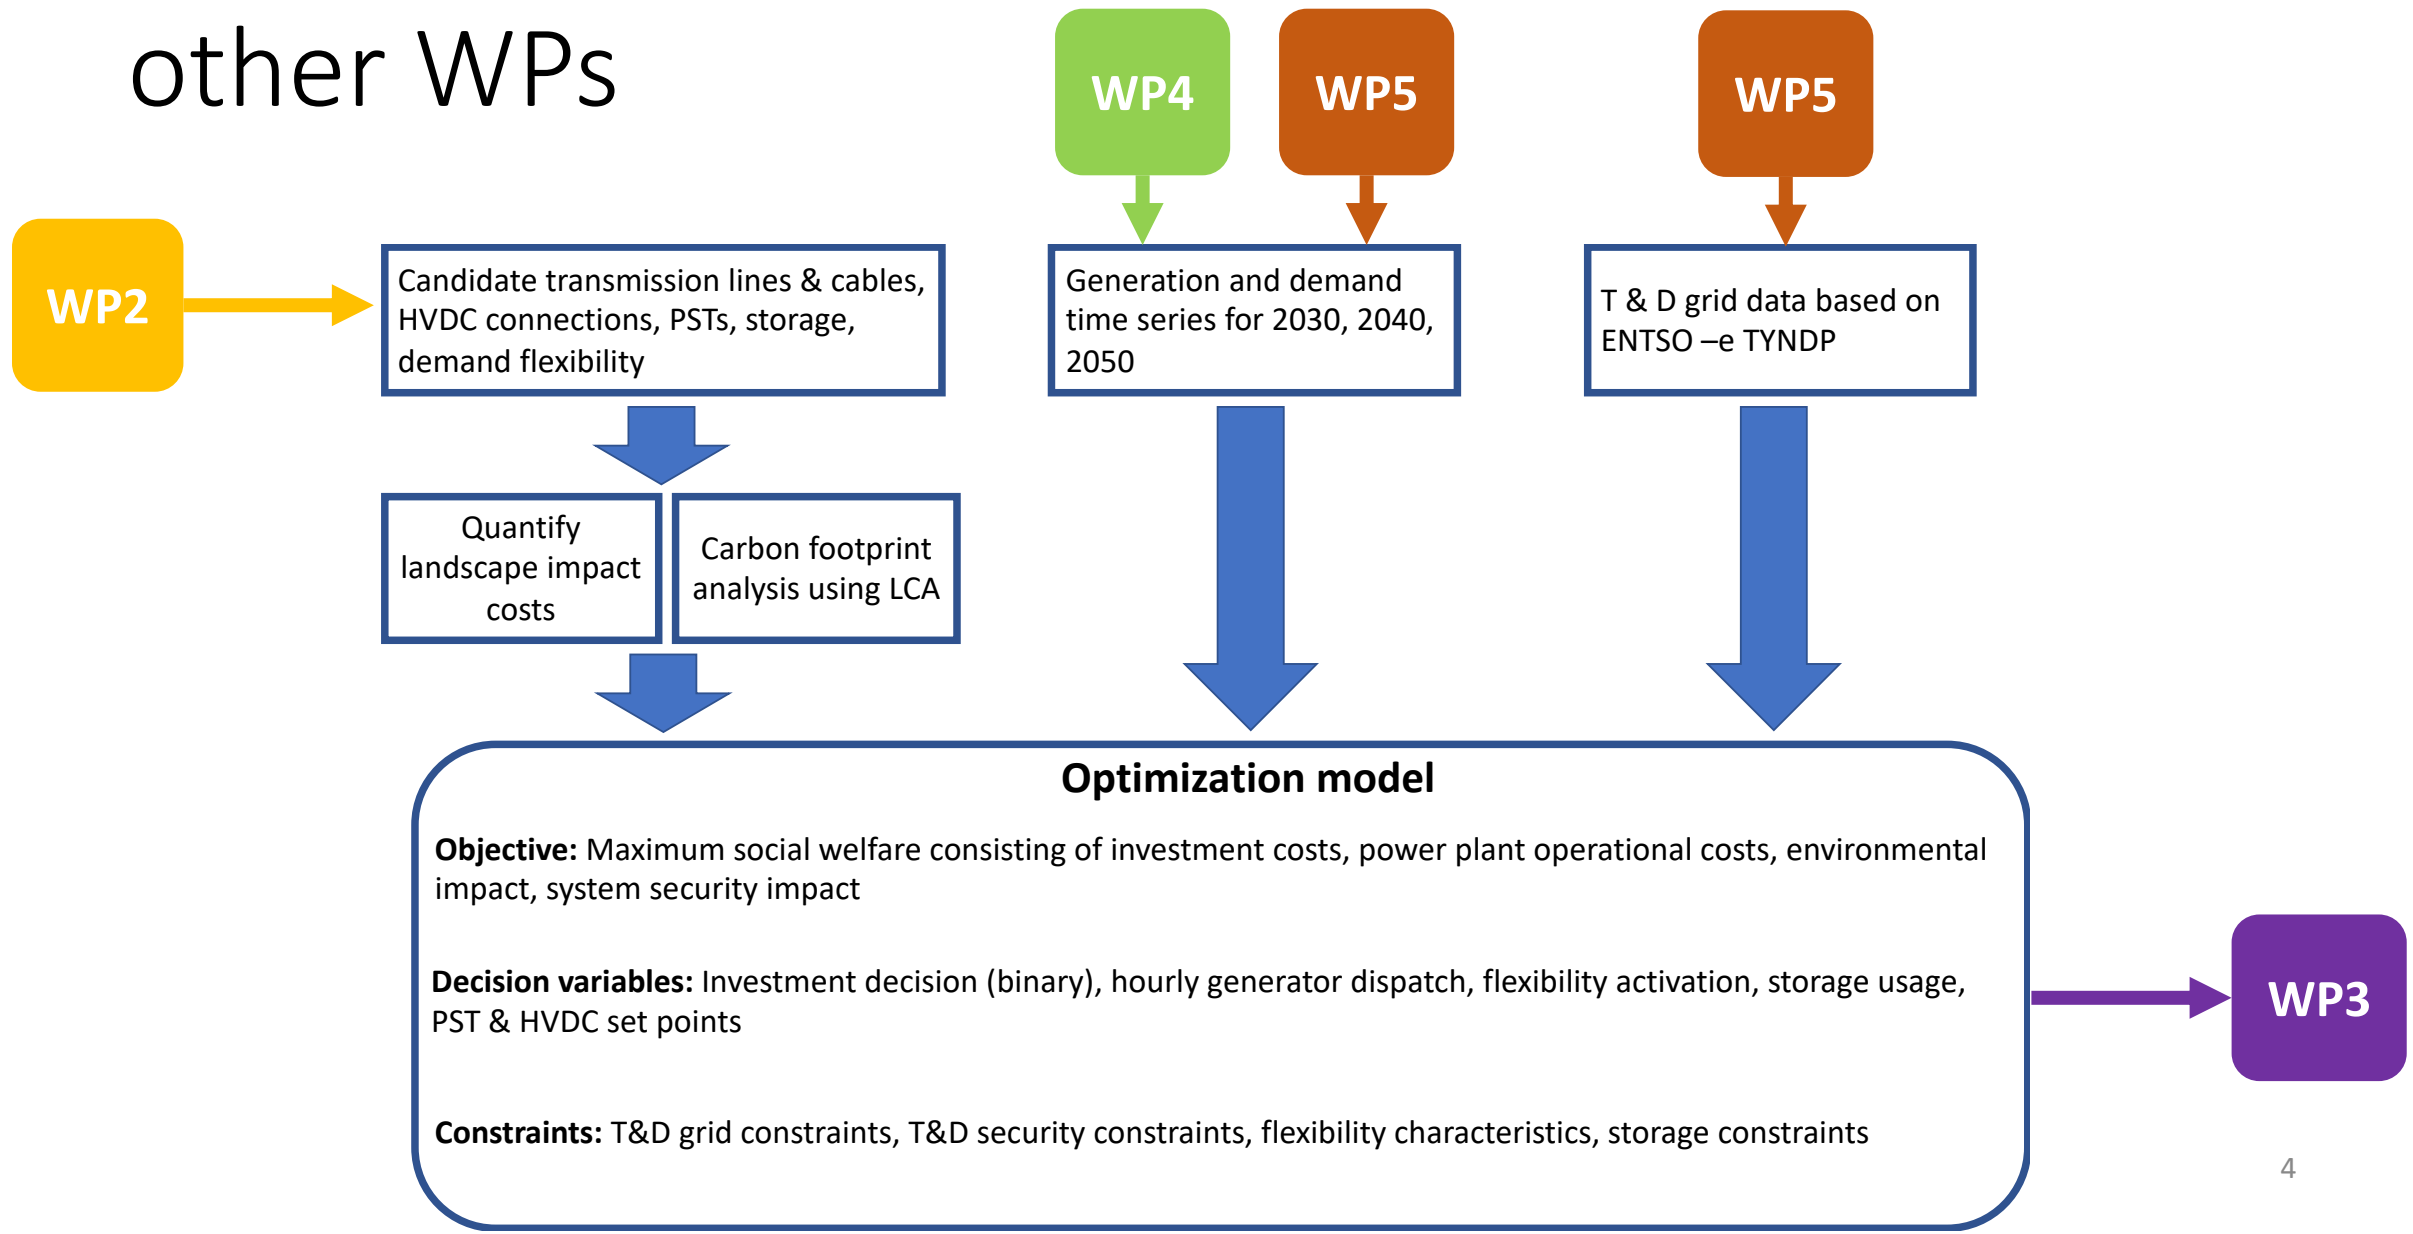 other WPs
WP4
WP5
WP5
WP2
Candidate transmission lines & cables,
HVDC connections, PSTs, storage,
demand flexibility
Generation and demand
time series for 2030, 2040,
2050
T & D grid data based on
ENTSO –e TYNDP
Quantify
landscape impact
costs
Carbon footprint
analysis using LCA
Optimization model
Objective: Maximum social welfare consisting of investment costs, power plant operational costs, environmental
impact, system security impact
Decision variables: Investment decision (binary), hourly generator dispatch, flexibility activation, storage usage,
PST & HVDC set points
Constraints: T&D grid constraints, T&D security constraints, flexibility characteristics, storage constraints
WP3
4